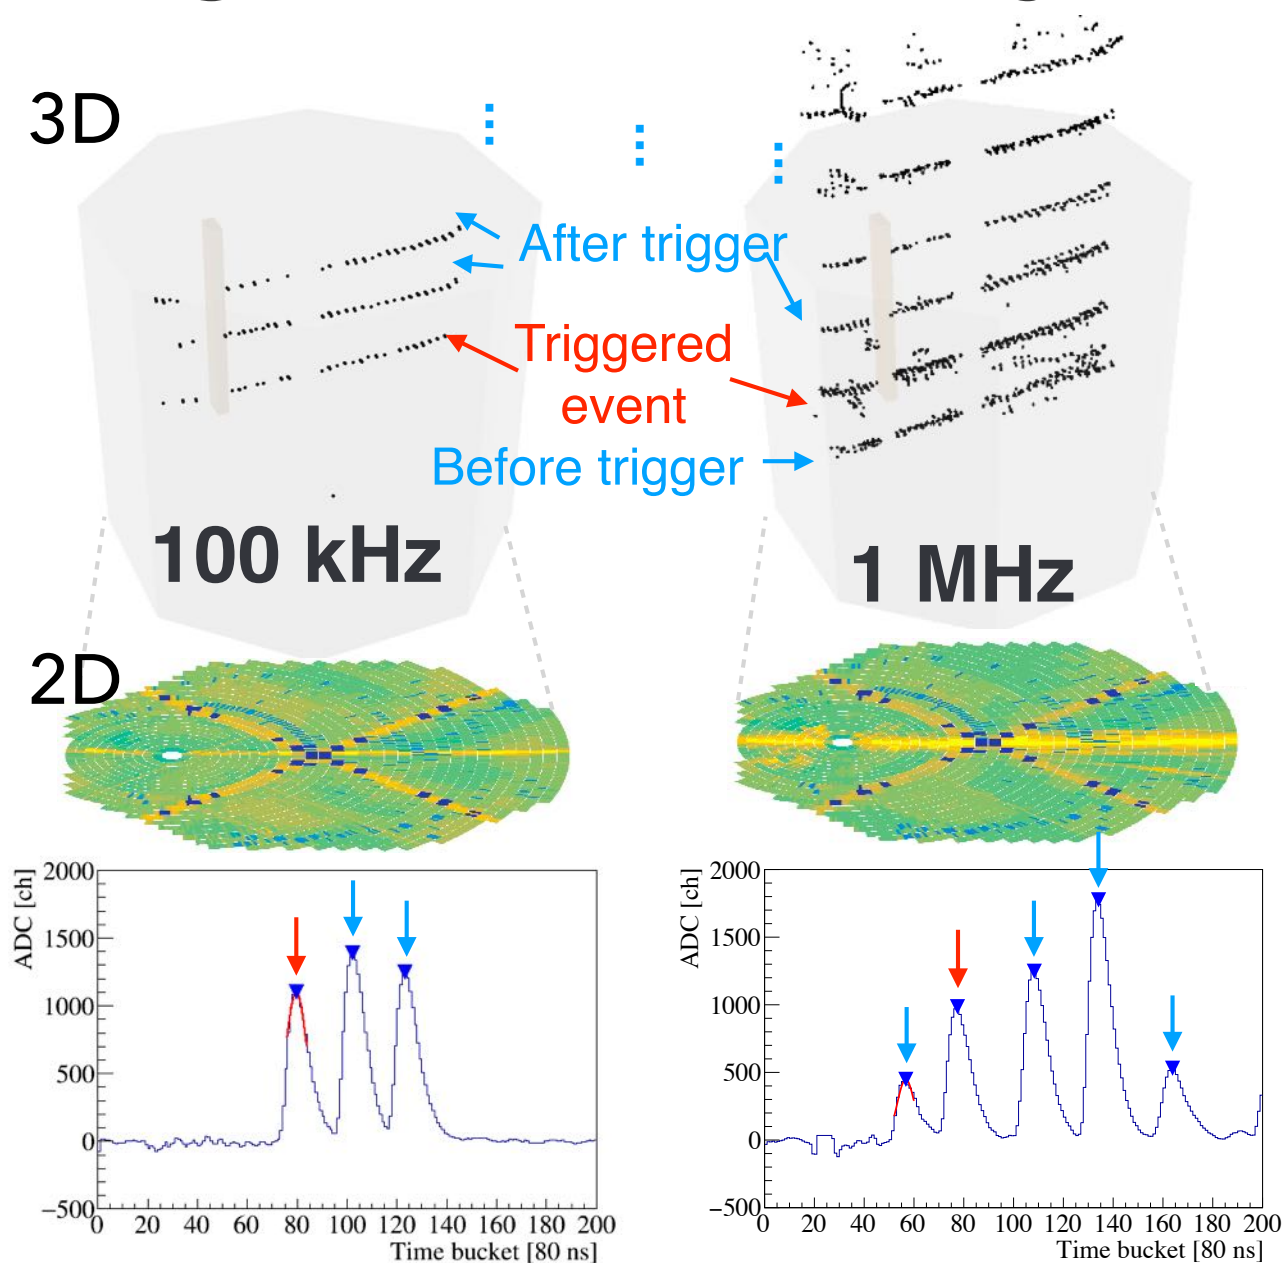 3D
After trigger
Triggered
event
Before trigger
100 kHz
1 MHz
2D
ADC [ch]
2000
1500
1000
500
0
−500
0 20 40 60 80 100 120 140 160 180 200
Time bucket [80 ns]
ADC [ch]
2000
1500
1000
500
0
−500
0 20 40 60 80 100 120 140 160 180 200
Time bucket [80 ns]